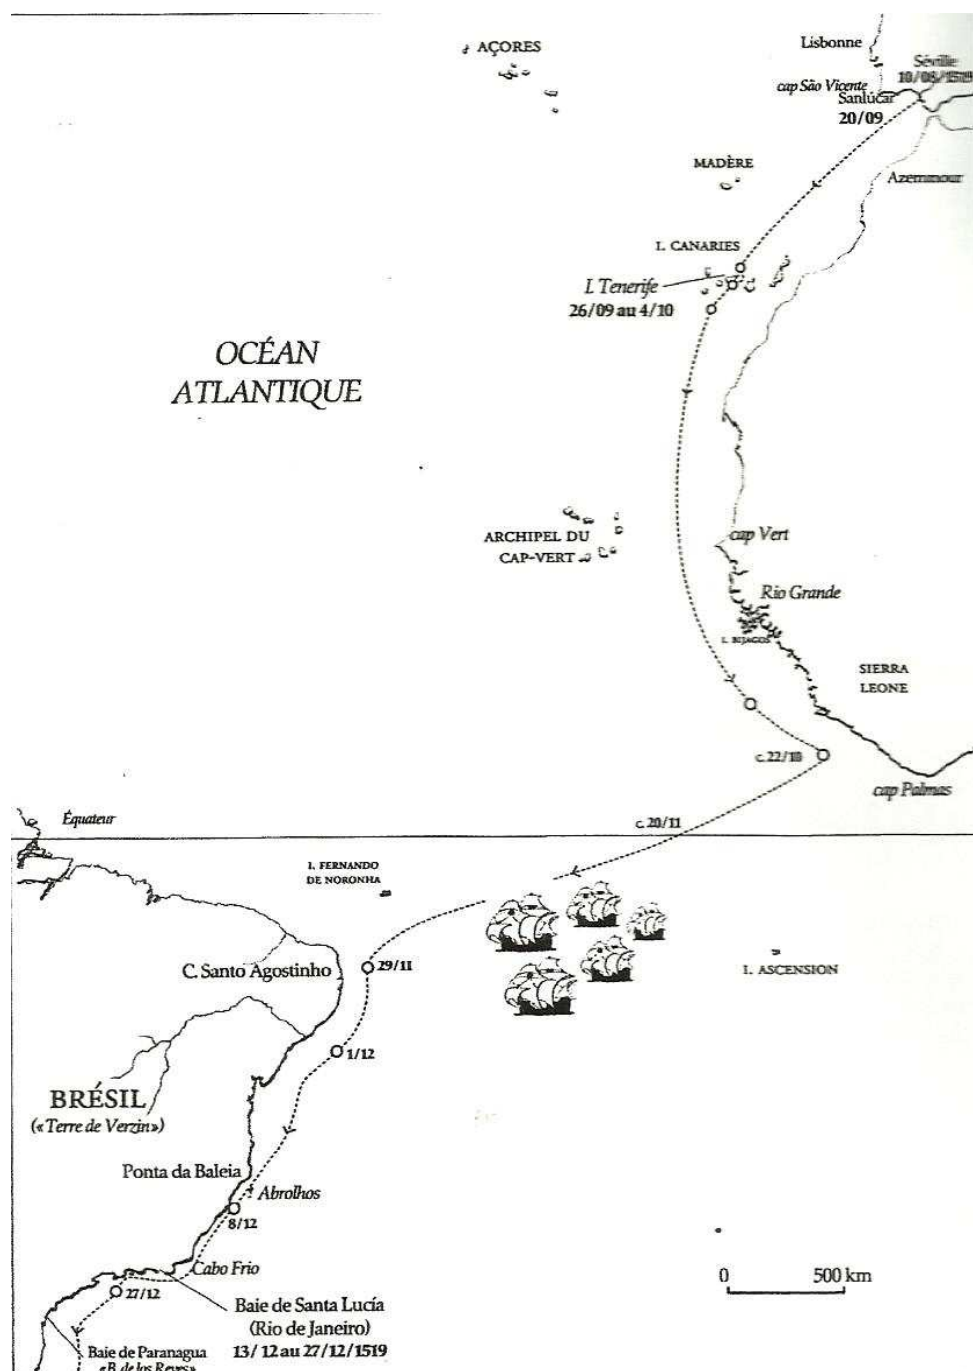 AÇORES
Lisbonne
Séville
10/08/1519
cap São Vicente
Sanlúcar
20/09
MADÈRE
Azemmour
I. CANARIES
I. Tenerife
26/09 au 4/10
OCÉAN
ATLANTIQUE
ARCHIPEL DU
CAP-VERT
cap Vert
Rio Grande
I. BIJAGOS
SIERRA
LEONE
c.22/10
cap Palmas
Équateur
c.20/11
I. FERNANDO
DE NORONHA
C. Santo Agostinho
29/11
I. ASCENSION
1/12
BRÉSIL
(«Terre de Verzin»)
Ponta da Baleia
Abrolhos
8/12
Cabo Frio
27/12
0 500 km
Baie de Santa Lucía
(Rio de Janeiro)
13/12 au 27/12/1519
Baie de Paranagua
«B. de los Reyes»